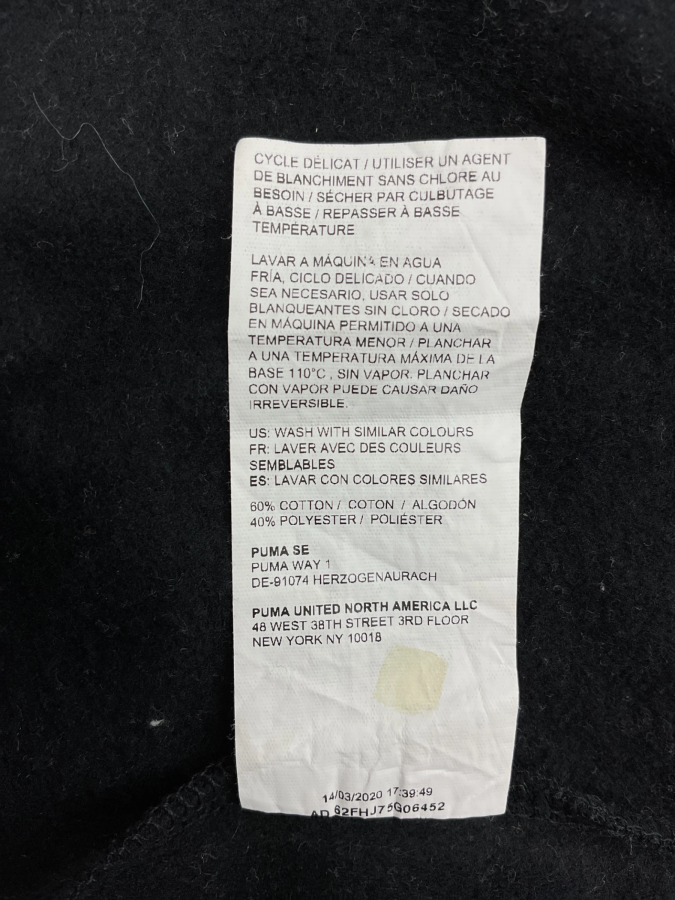 CYCLE DÉLICAT / UTILISER UN AGENT
DE BLANCHIMENT SANS CHLORE AU
BESOIN / SÉCHER PAR CULBUTAGE
À BASSE / REPASSER À BASSE
TEMPÉRATURE
LAVAR A MÁQUINA EN AGUA
FRÍA, CICLO DELICADO / CUANDO
SEA NECESARIO, USAR SOLO
BLANQUEANTES SIN CLORO / SECADO
EN MÁQUINA PERMITIDO A UNA
TEMPERATURA MENOR / PLANCHAR
A UNA TEMPERATURA MÁXIMA DE LA
BASE 110°C , SIN VAPOR. PLANCHAR
CON VAPOR PUEDE CAUSAR DAÑO
IRREVERSIBLE.
US: WASH WITH SIMILAR COLOURS
FR: LAVER AVEC DES COULEURS
SEMBLABLES
ES: LAVAR CON COLORES SIMILARES
60% COTTON / COTON / ALGODÓN
40% POLYESTER / POLIÉSTER
PUMA SE
PUMA WAY 1
DE-91074 HERZOGENAURACH
PUMA UNITED NORTH AMERICA LLC
48 WEST 38TH STREET 3RD FLOOR
NEW YORK NY 10018
14/03/2020 17:39:49
AD 62FHJ75G06452